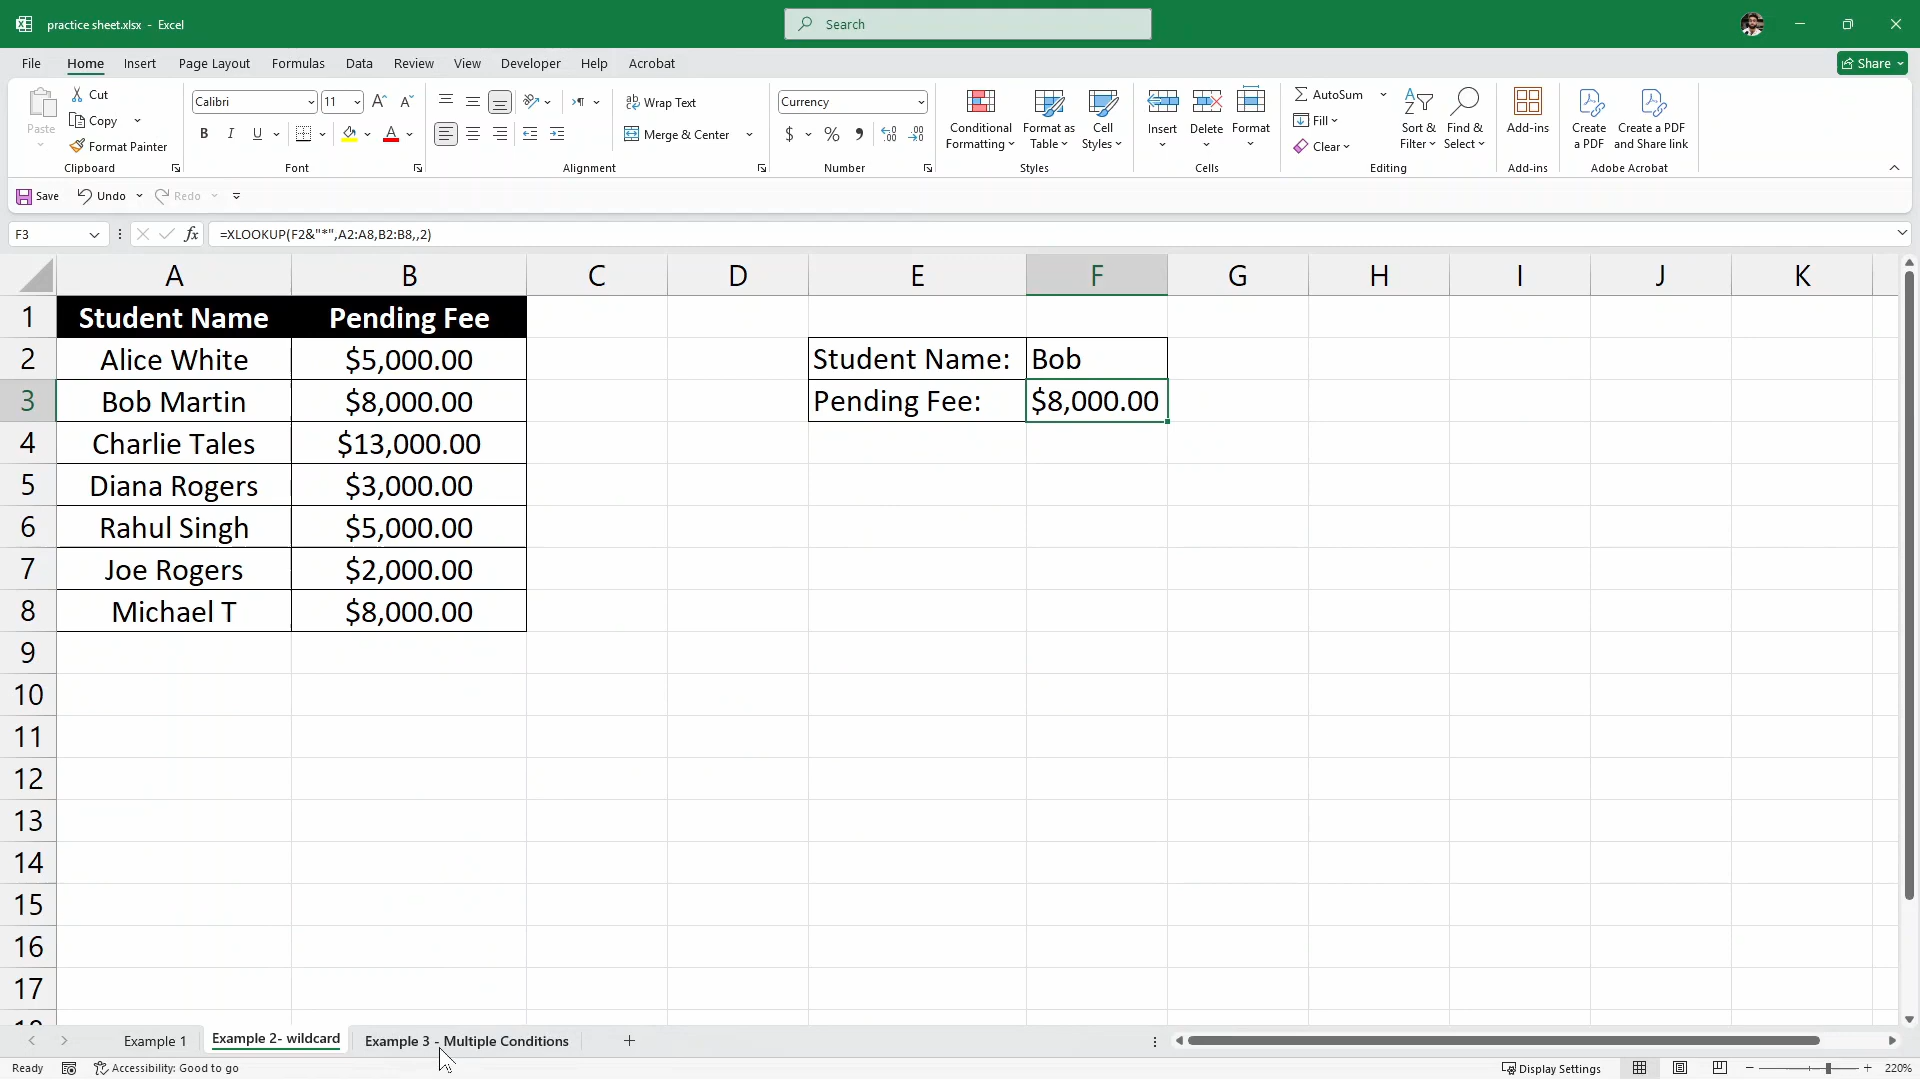 practice sheet.xlsx - Excel
Search
File Home Insert Page Layout Formulas Data Review View Developer Help Acrobat
Share
Paste
Cut
Copy
Format Painter
Clipboard
Calibri 11
B I U
Font
Wrap Text
Merge & Center
Alignment
Currency
$ % 9
Number
Conditional Formatting
Format as Table
Cell Styles
Styles
Insert
Delete
Format
Cells
AutoSum
Fill
Clear
Sort & Filter
Find & Select
Editing
Add-ins
Add-ins
Create a PDF
Create a PDF and Share link
Adobe Acrobat
Save Undo Redo
F3 fx =XLOOKUP(F2&"*",A2:A8,B2:B8,,2)
A B C D E F G H I J K
1 Student Name Pending Fee
2 Alice White $5,000.00 Student Name: Bob
3 Bob Martin $8,000.00 Pending Fee: $8,000.00
4 Charlie Tales $13,000.00
5 Diana Rogers $3,000.00
6 Rahul Singh $5,000.00
7 Joe Rogers $2,000.00
8 Michael T $8,000.00
9
10
11
12
13
14
15
16
17
Example 1 Example 2- wildcard Example 3 - Multiple Conditions
Ready Accessibility: Good to go Display Settings 220%